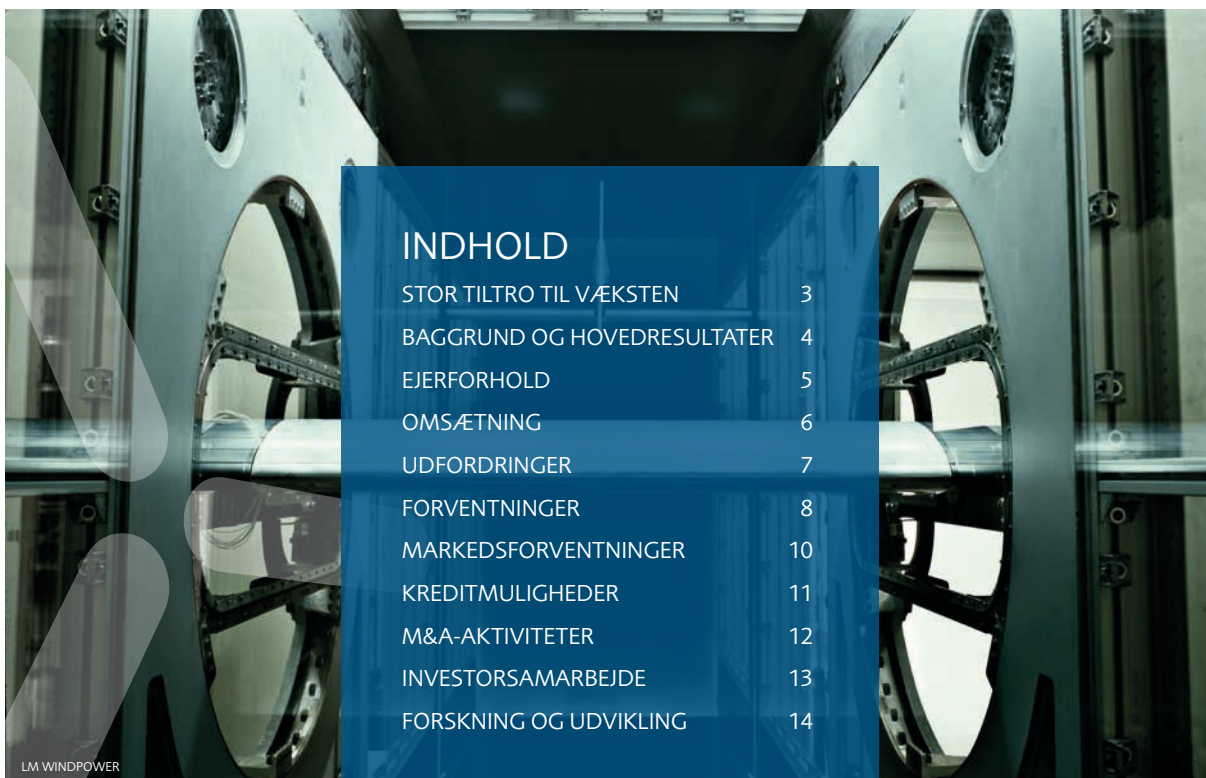 INDHOLD
STOR TILTRO TIL VÆKSTEN 3
BAGGRUND OG HOVEDRESULTATER 4
EJERFORHOLD 5
OMSÆTNING 6
UDFORDRINGER 7
FORVENTNINGER 8
MARKEDSFORVENTNINGER 10
KREDITMULIGHEDER 11
M&A-AKTIVITETER 12
INVESTORSAMARBEJDE 13
FORSKNING OG UDVIKLING 14
LM WINDPOWER